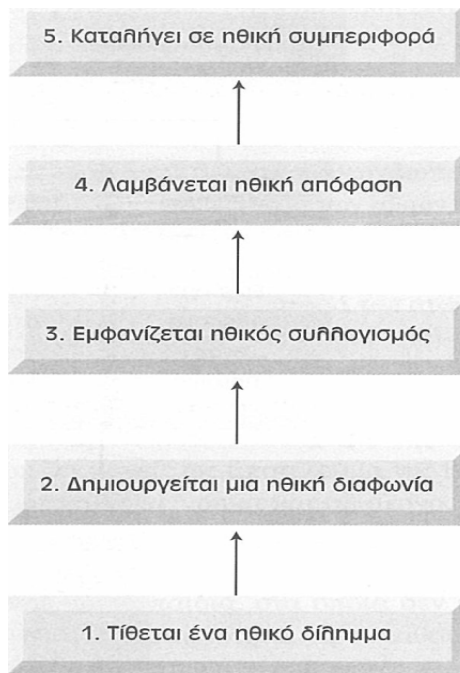 5. Καταλήγει σε ηθική συμπεριφορά
4. Λαμβάνεται ηθική απόφαση
3. Εμφανίζεται ηθικός συλλογισμός
2. Δημιουργείται μια ηθική διαφωνία
1. Τίθεται ένα ηθικό δίλημμα